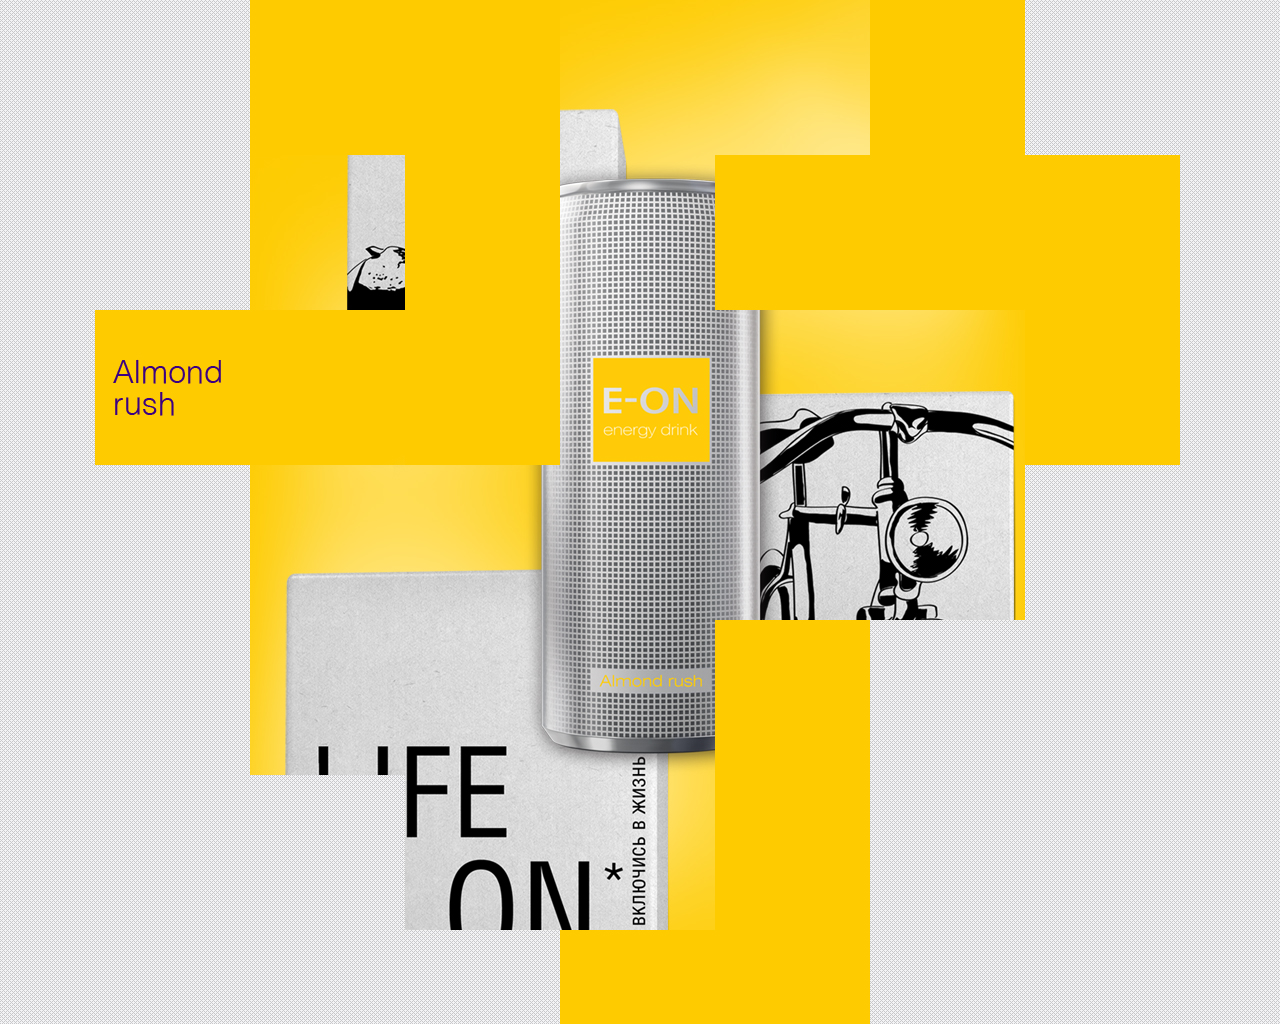 Almond
rush
E-ON
energy drink
Almond rush
LIFE
ON*
ВКЛЮЧИСЬ В ЖИЗНЬ